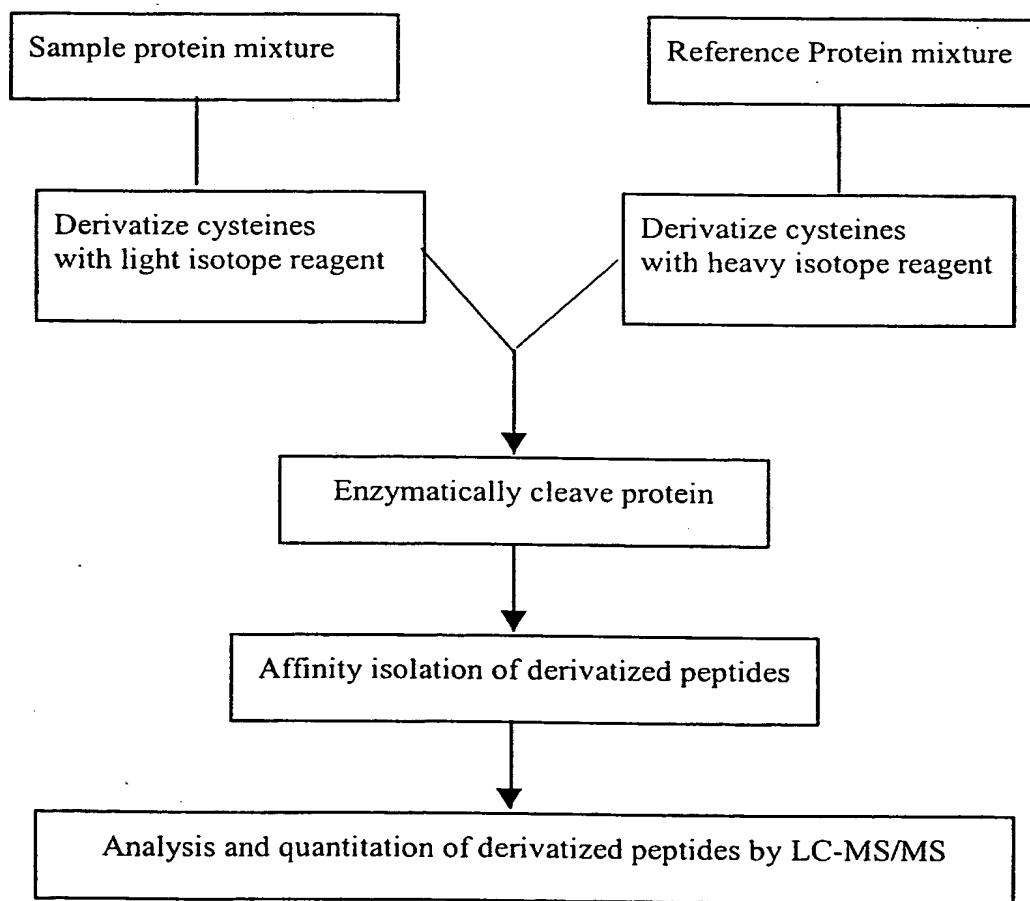 Sample protein mixture
Reference Protein mixture
Derivatize cysteines
with light isotope reagent
Derivatize cysteines
with heavy isotope reagent
Enzymatically cleave protein
Affinity isolation of derivatized peptides
Analysis and quantitation of derivatized peptides by LC-MS/MS